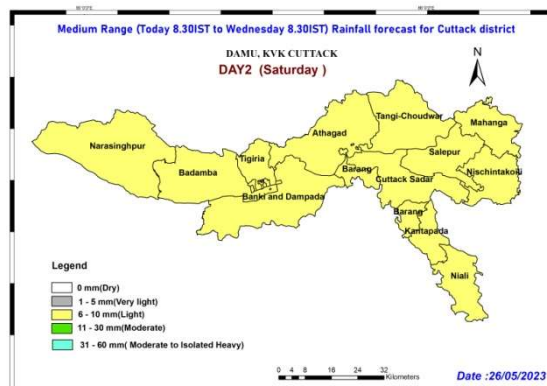 Medium Range (Today 8.30IST to Wednesday 8.30IST) Rainfall forecast for Cuttack district
DAMU, KVK CUTTACK
DAY2 (Saturday )
N
Tangi-Choudwar
Mahanga
Athagad
Narasinghpur
Tigiria
Salepur
Badamba
Barang
Nischintakoili
Cuttack Sadar
Banki and Dampada
Barang
Kantapada
Niali
Legend
0 mm(Dry)
1 - 5 mm(Very light)
6 - 10 mm(Light)
11 - 30 mm(Moderate)
31 - 60 mm( Moderate to Isolated Heavy)
0 4 8 16 24 32
Kilometers
Date :26/05/2023